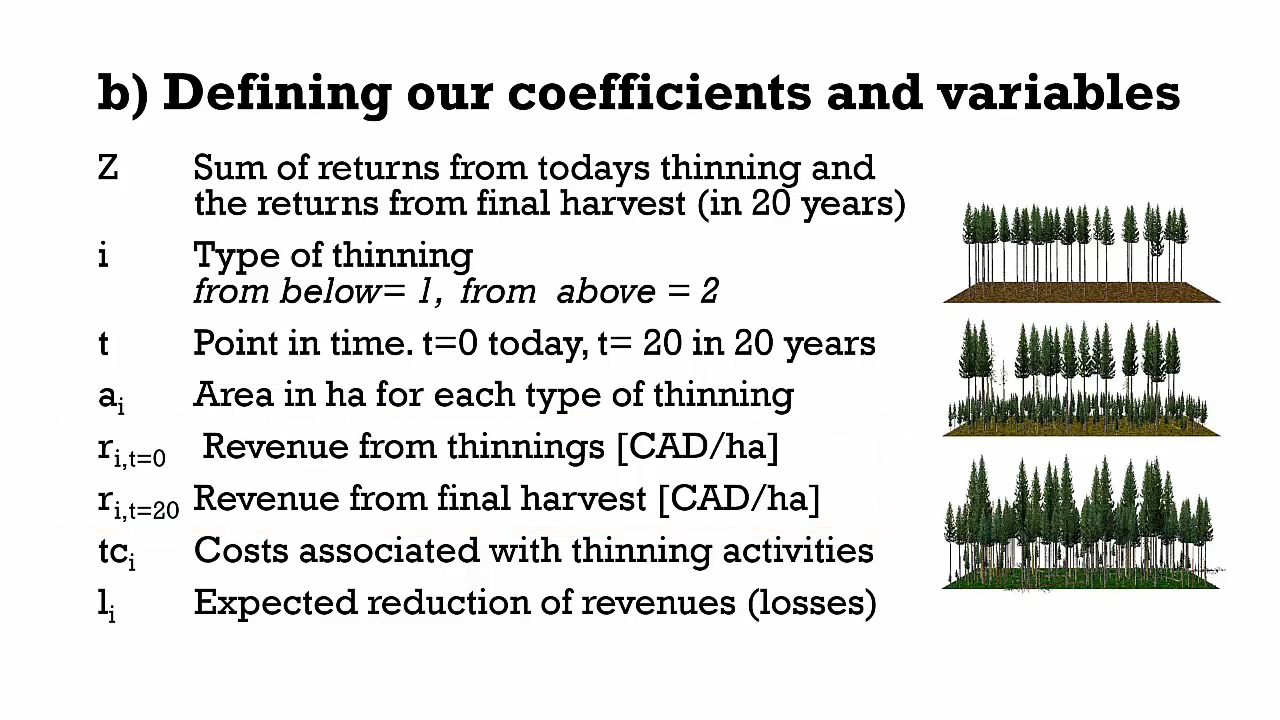 b) Defining our coefficients and variables
Z Sum of returns from todays thinning and
the returns from final harvest (in 20 years)
i Type of thinning
from below= 1, from above = 2
t Point in time. t=0 today, t= 20 in 20 years
ai Area in ha for each type of thinning
ri,t=0 Revenue from thinnings [CAD/ha]
ri,t=20 Revenue from final harvest [CAD/ha]
tci Costs associated with thinning activities
li Expected reduction of revenues (losses)